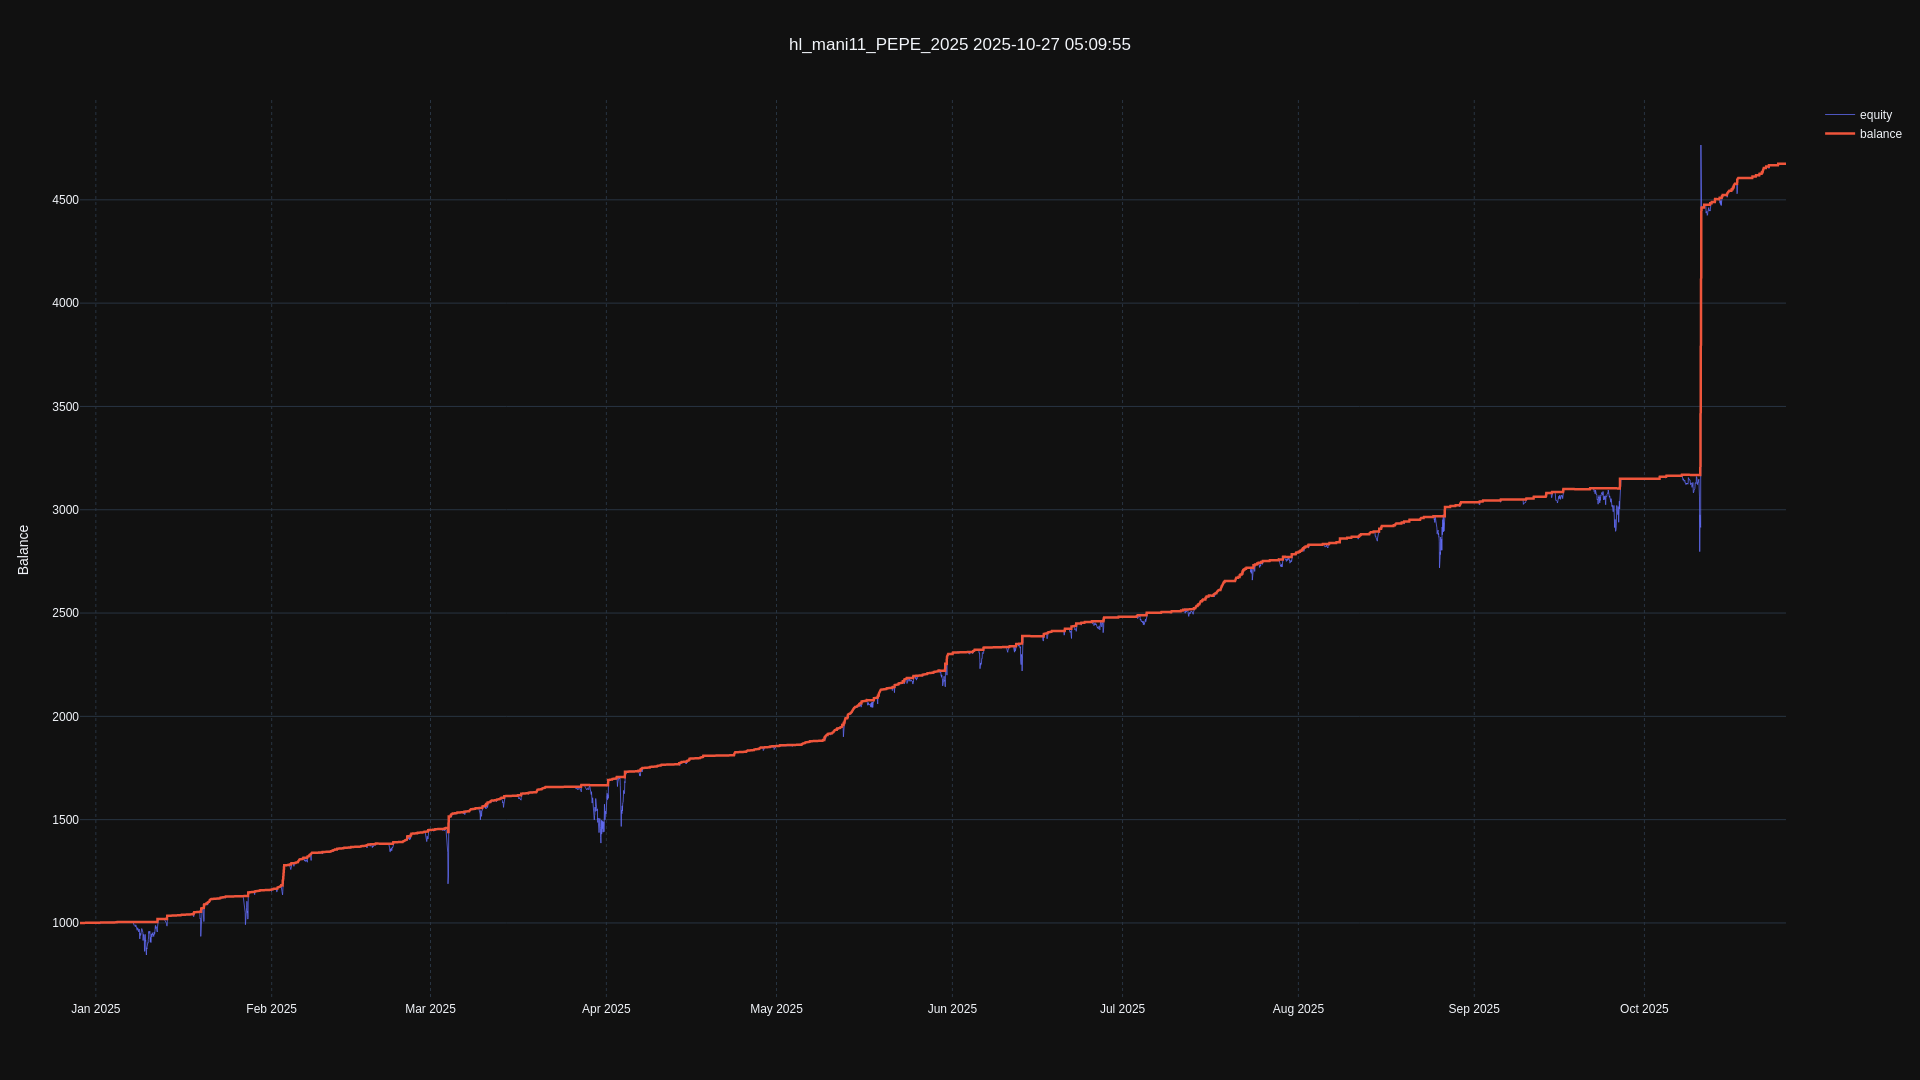 hl_mani11_PEPE_2025 2025-10-27 05:09:55
equity
balance
4500
4000
3500
3000
2500
2000
1500
1000
Balance
Jan 2025
Feb 2025
Mar 2025
Apr 2025
May 2025
Jun 2025
Jul 2025
Aug 2025
Sep 2025
Oct 2025